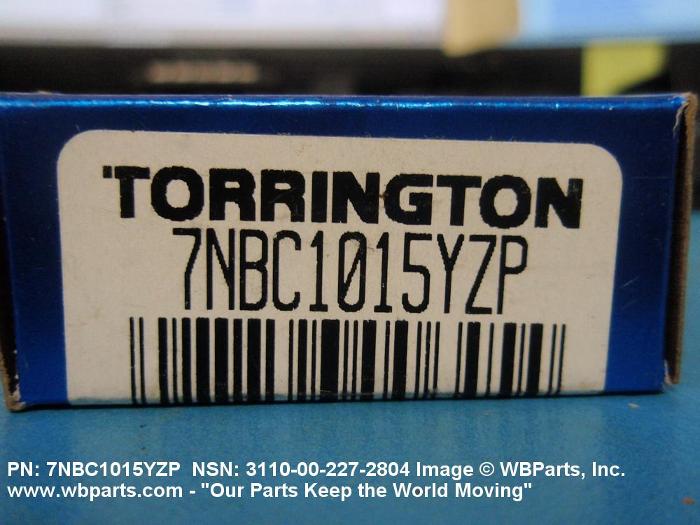 TORRINGTON
7NBC1015YZP
PN: 7NBC1015YZP  NSN: 3110-00-227-2804 Image © WBParts, Inc.
www.wbparts.com - "Our Parts Keep the World Moving"